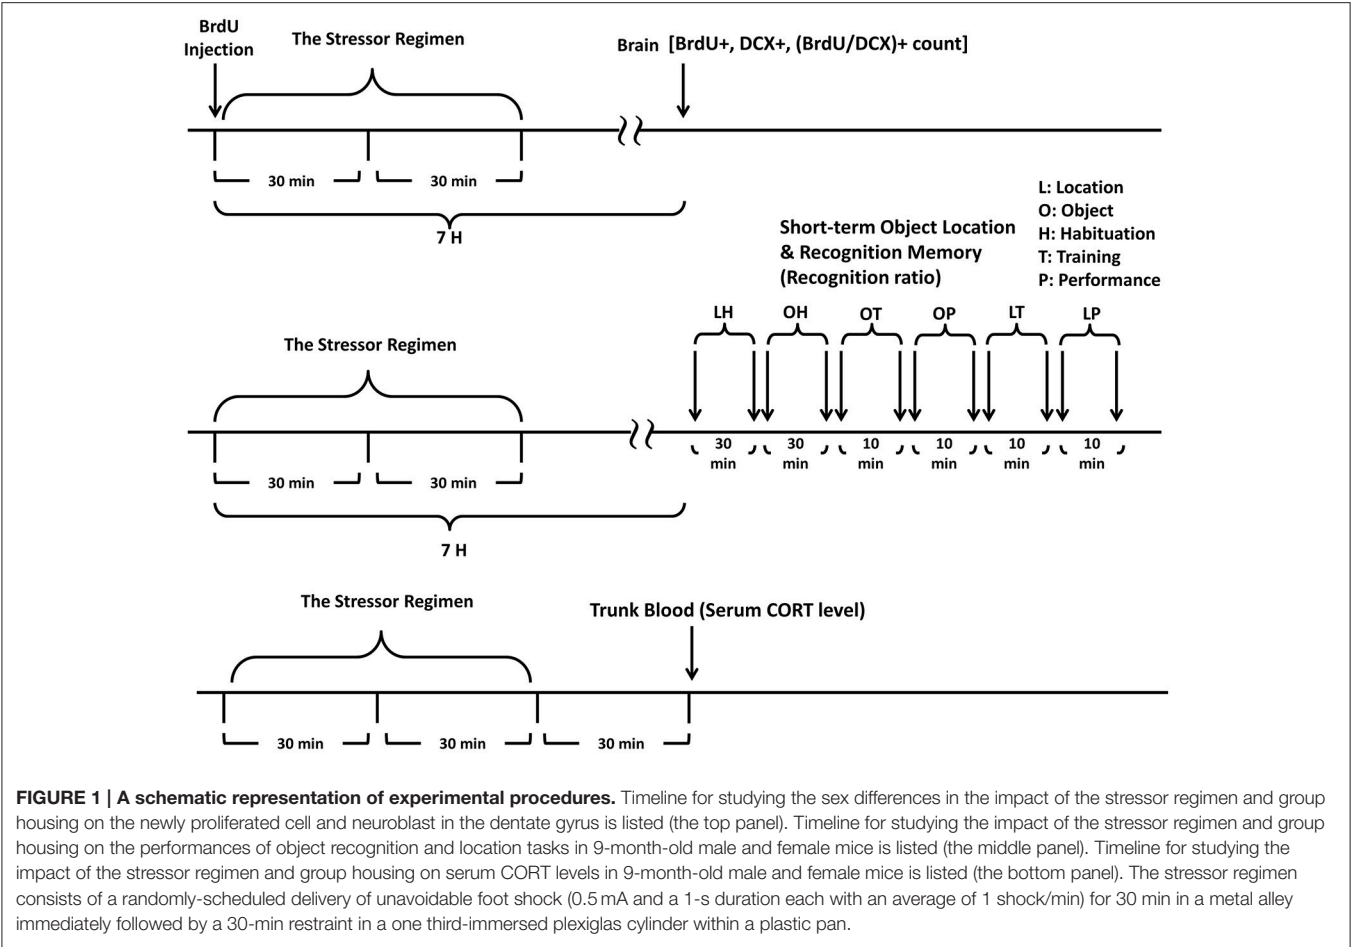 BrdU
Injection
The Stressor Regimen
Brain [BrdU+, DCX+, (BrdU/DCX)+ count]
30 min
30 min
7 H
L: Location
O: Object
H: Habituation
T: Training
P: Performance
Short-term Object Location
& Recognition Memory
(Recognition ratio)
LH OH OT OP LT LP
The Stressor Regimen
30 min
30 min
30 30 10 10 10 10
min min min min min min
7 H
The Stressor Regimen
Trunk Blood (Serum CORT level)
30 min
30 min
30 min
FIGURE 1 | A schematic representation of experimental procedures. Timeline for studying the sex differences in the impact of the stressor regimen and group
housing on the newly proliferated cell and neuroblast in the dentate gyrus is listed (the top panel). Timeline for studying the impact of the stressor regimen and group
housing on the performances of object recognition and location tasks in 9-month-old male and female mice is listed (the middle panel). Timeline for studying the
impact of the stressor regimen and group housing on serum CORT levels in 9-month-old male and female mice is listed (the bottom panel). The stressor regimen
consists of a randomly-scheduled delivery of unavoidable foot shock (0.5 mA and a 1-s duration each with an average of 1 shock/min) for 30 min in a metal alley
immediately followed by a 30-min restraint in a one third-immersed plexiglas cylinder within a plastic pan.